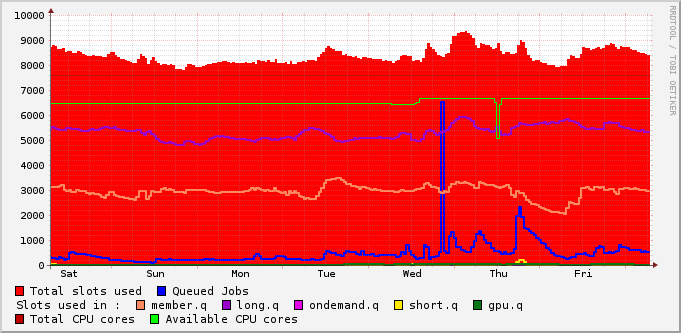 RRDTOOL / TOBI OETIKER
10000
9000
8000
7000
6000
5000
4000
3000
2000
1000
0
Sat Sun Mon Tue Wed Thu Fri
Total slots used Queued Jobs
Slots used in : member.q long.q ondemand.q short.q gpu.q
Total CPU cores Available CPU cores